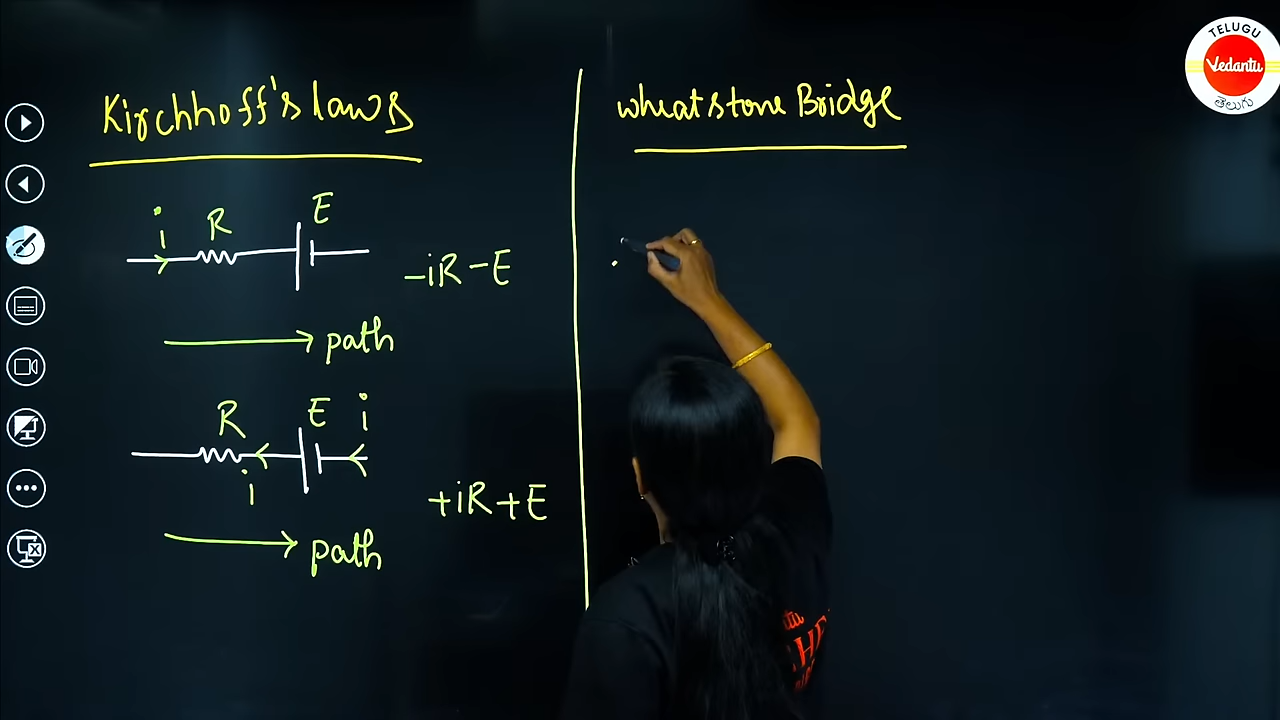 Kirchhoff's laws
i R E
-iR-E
path
R E i
i
+iR+E
path
Wheatstone Bridge
TELUGU
Vedantu
తెలుగు